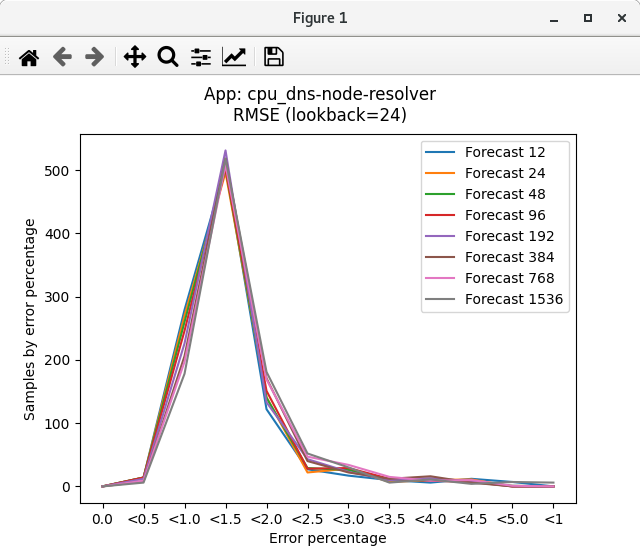 Figure 1
App: cpu_dns-node-resolver
RMSE (lookback=24)
Samples by error percentage
500
400
300
200
100
0
Forecast 12
Forecast 24
Forecast 48
Forecast 96
Forecast 192
Forecast 384
Forecast 768
Forecast 1536
0.0 <0.5 <1.0 <1.5 <2.0 <2.5 <3.0 <3.5 <4.0 <4.5 <5.0 <1
Error percentage